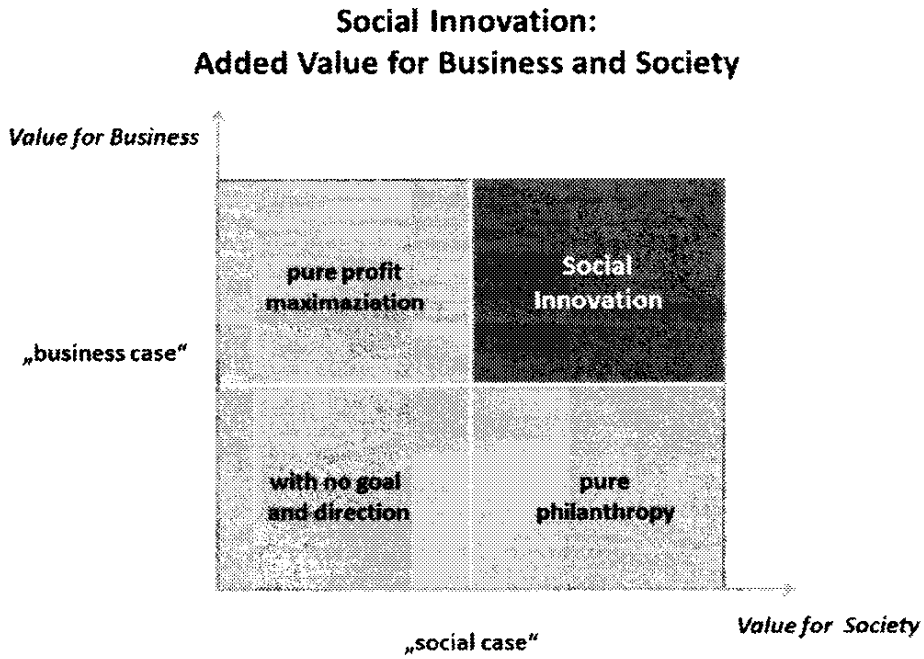 Social Innovation:
Added Value for Business and Society
Value for Business
pure profit
maximaziation
Social
Innovation
„business case“
with no goal
and direction
pure
philanthropy
Value for Society
„social case“